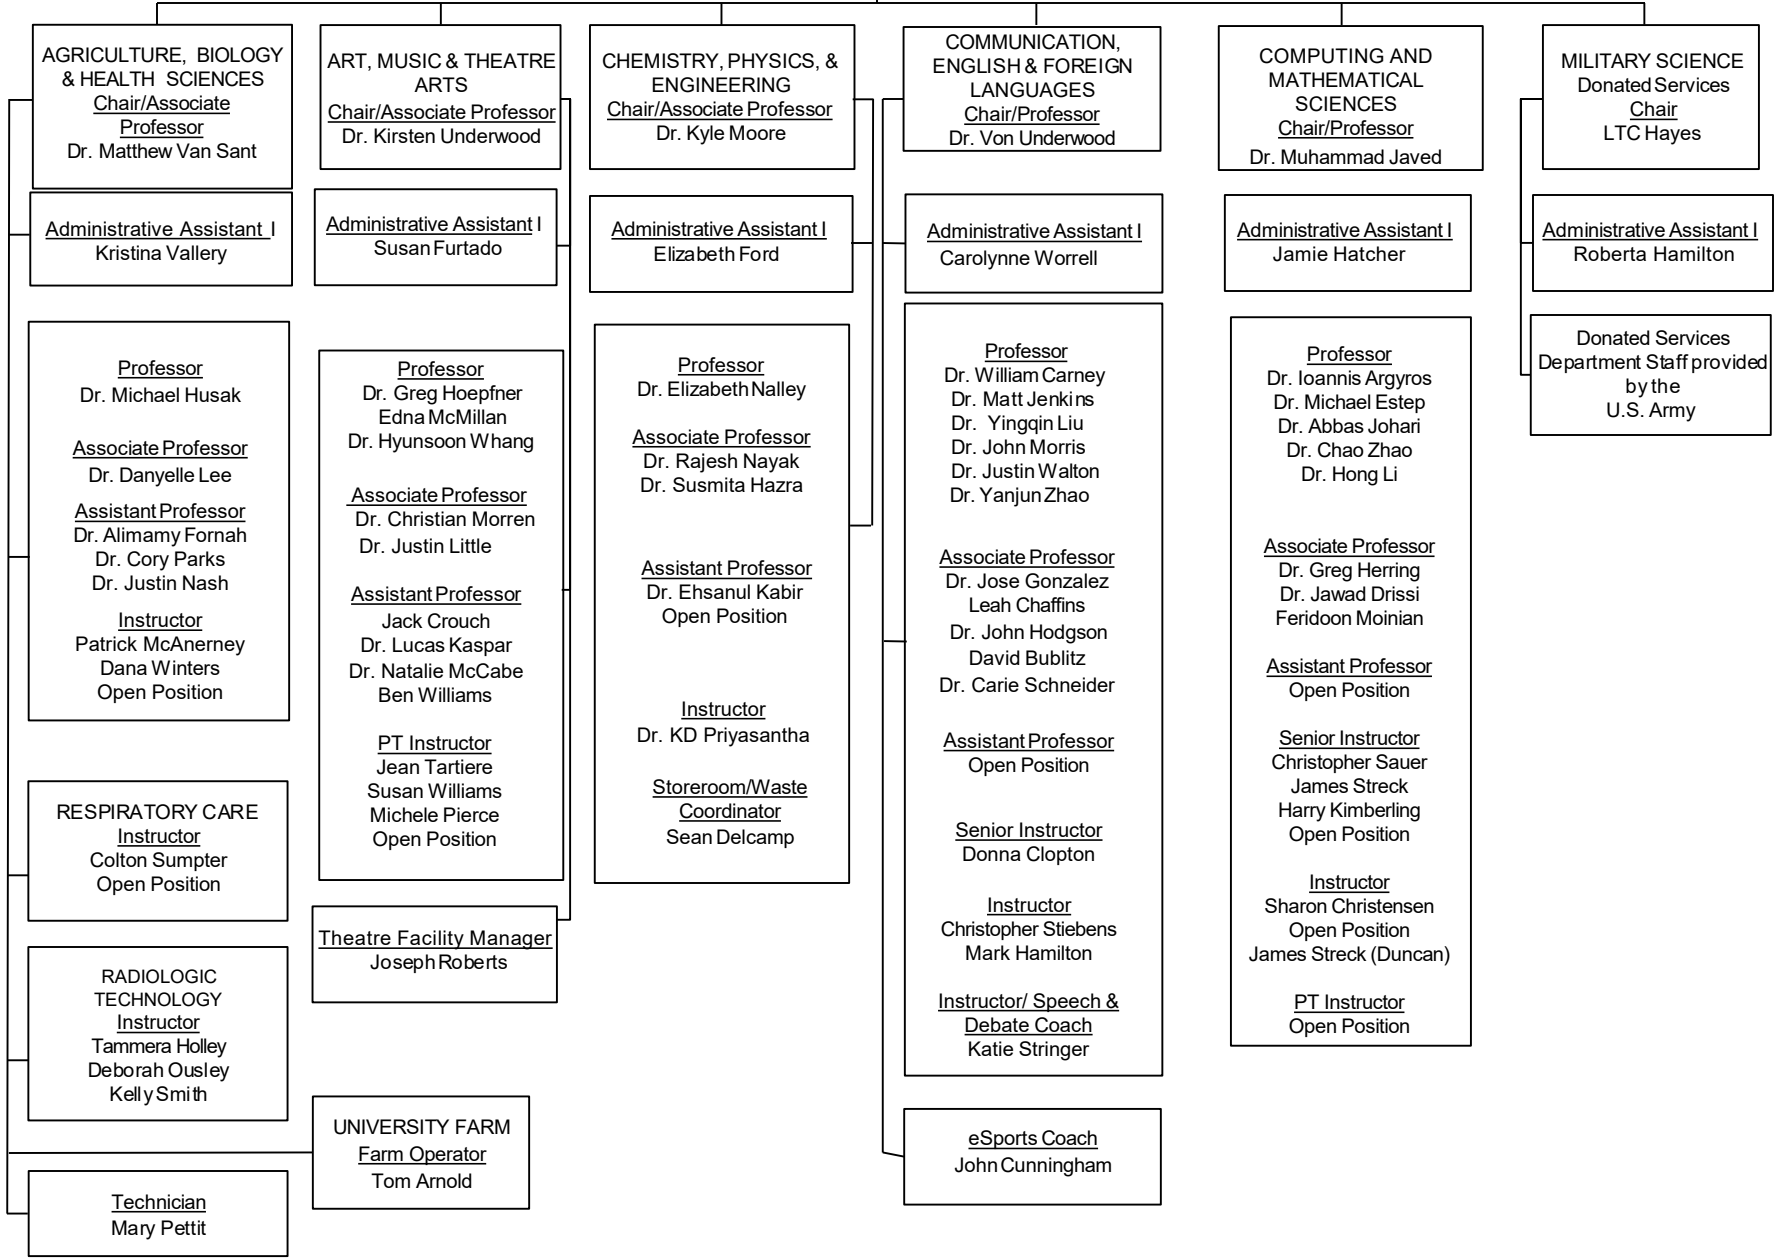 AGRICULTURE, BIOLOGY
& HEALTH SCIENCES
Chair/Associate
Professor
Dr. Matthew Van Sant
Administrative Assistant I
Kristina Vallery
Professor
Dr. Michael Husak
Associate Professor
Dr. Danyelle Lee
Assistant Professor
Dr. Alimamy Fornah
Dr. Cory Parks
Dr. Justin Nash
Instructor
Patrick McAnerney
Dana Winters
Open Position
RESPIRATORY CARE
Instructor
Colton Sumpter
Open Position
RADIOLOGIC
TECHNOLOGY
Instructor
Tammera Holley
Deborah Ousley
Kelly Smith
UNIVERSITY FARM
Farm Operator
Tom Arnold
Technician
Mary Pettit
ART, MUSIC & THEATRE
ARTS
Chair/Associate Professor
Dr. Kirsten Underwood
Administrative Assistant I
Susan Furtado
Professor
Dr. Greg Hoepfner
Edna McMillan
Dr. Hyunsoon Whang
Associate Professor
Dr. Christian Morren
Dr. Justin Little
Assistant Professor
Jack Crouch
Dr. Lucas Kaspar
Dr. Natalie McCabe
Ben Williams
PT Instructor
Jean Tartiere
Susan Williams
Michele Pierce
Open Position
Theatre Facility Manager
Joseph Roberts
CHEMISTRY, PHYSICS, &
ENGINEERING
Chair/Associate Professor
Dr. Kyle Moore
Administrative Assistant I
Elizabeth Ford
Professor
Dr. Elizabeth Nalley
Associate Professor
Dr. Rajesh Nayak
Dr. Susmita Hazra
Assistant Professor
Dr. Ehsanul Kabir
Open Position
Instructor
Dr. KD Priyasantha
Storeroom/Waste
Coordinator
Sean Delcamp
COMMUNICATION,
ENGLISH & FOREIGN
LANGUAGES
Chair/Professor
Dr. Von Underwood
Administrative Assistant I
Carolynne Worrell
Professor
Dr. William Carney
Dr. Matt Jenkins
Dr. Yingqin Liu
Dr. John Morris
Dr. Justin Walton
Dr. Yanjun Zhao
Associate Professor
Dr. Jose Gonzalez
Leah Chaffins
Dr. John Hodgson
David Bublitz
Dr. Carie Schneider
Assistant Professor
Open Position
Senior Instructor
Donna Clopton
Instructor
Christopher Stiebens
Mark Hamilton
Instructor/ Speech &
Debate Coach
Katie Stringer
eSports Coach
John Cunningham
COMPUTING AND
MATHEMATICAL
SCIENCES
Chair/Professor
Dr. Muhammad Javed
Administrative Assistant I
Jamie Hatcher
Professor
Dr. Ioannis Argyros
Dr. Michael Estep
Dr. Abbas Johari
Dr. Chao Zhao
Dr. Hong Li
Associate Professor
Dr. Greg Herring
Dr. Jawad Drissi
Feridoon Moinian
Assistant Professor
Open Position
Senior Instructor
Christopher Sauer
James Streck
Harry Kimberling
Open Position
Instructor
Sharon Christensen
Open Position
James Streck (Duncan)
PT Instructor
Open Position
MILITARY SCIENCE
Donated Services
Chair
LTC Hayes
Administrative Assistant I
Roberta Hamilton
Donated Services
Department Staff provided
by the
U.S. Army